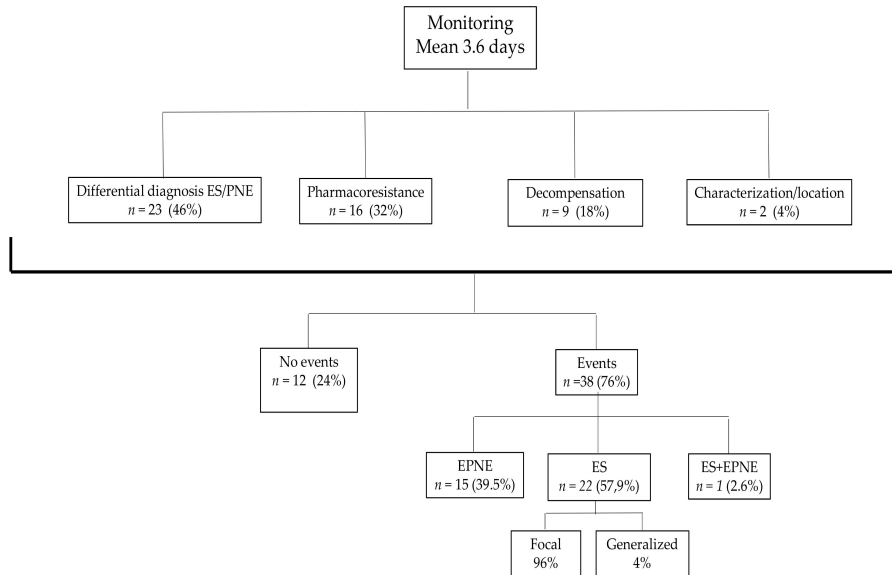 Monitoring
Mean 3.6 days
Differential diagnosis ES/PNE
n = 23 (46%)
Pharmacoresistance
n = 16 (32%)
Decompensation
n = 9 (18%)
Characterization/location
n = 2 (4%)
No events
n = 12 (24%)
Events
n =38 (76%)
EPNE
n = 15 (39.5%)
ES
n = 22 (57,9%)
ES+EPNE
n = 1 (2.6%)
Focal
96%
Generalized
4%